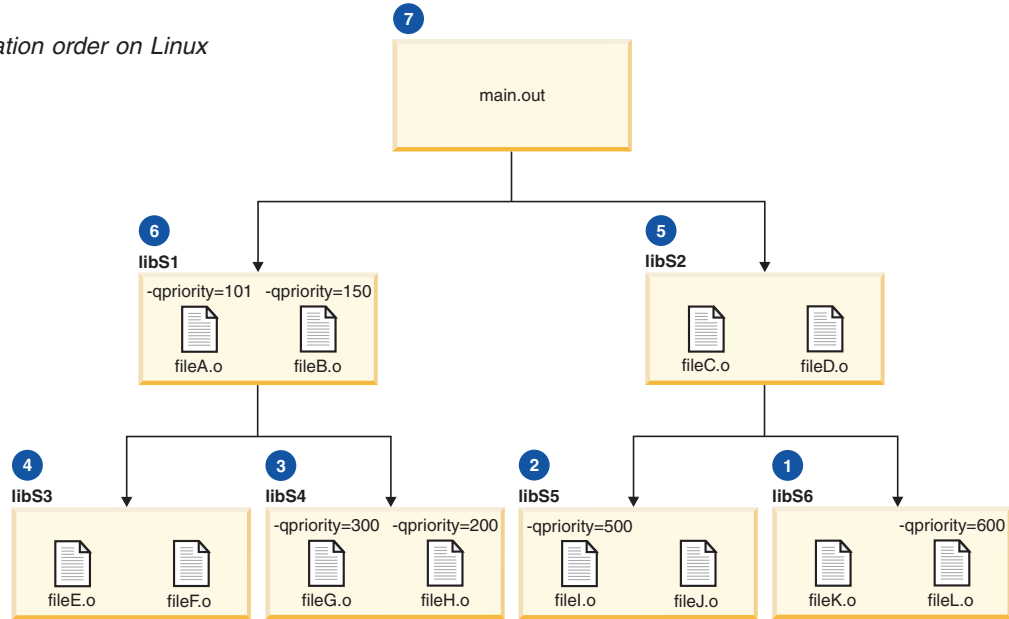 7
ation order on Linux
main.out
6
5
libS1
libS2
-qpriority=101 -qpriority=150
fileA.o fileB.o
fileC.o fileD.o
4
3
2
1
libS3
libS4
libS5
libS6
-qpriority=300 -qpriority=200
-qpriority=500
-qpriority=600
fileE.o fileF.o
fileG.o fileH.o
fileI.o fileJ.o
fileK.o fileL.o